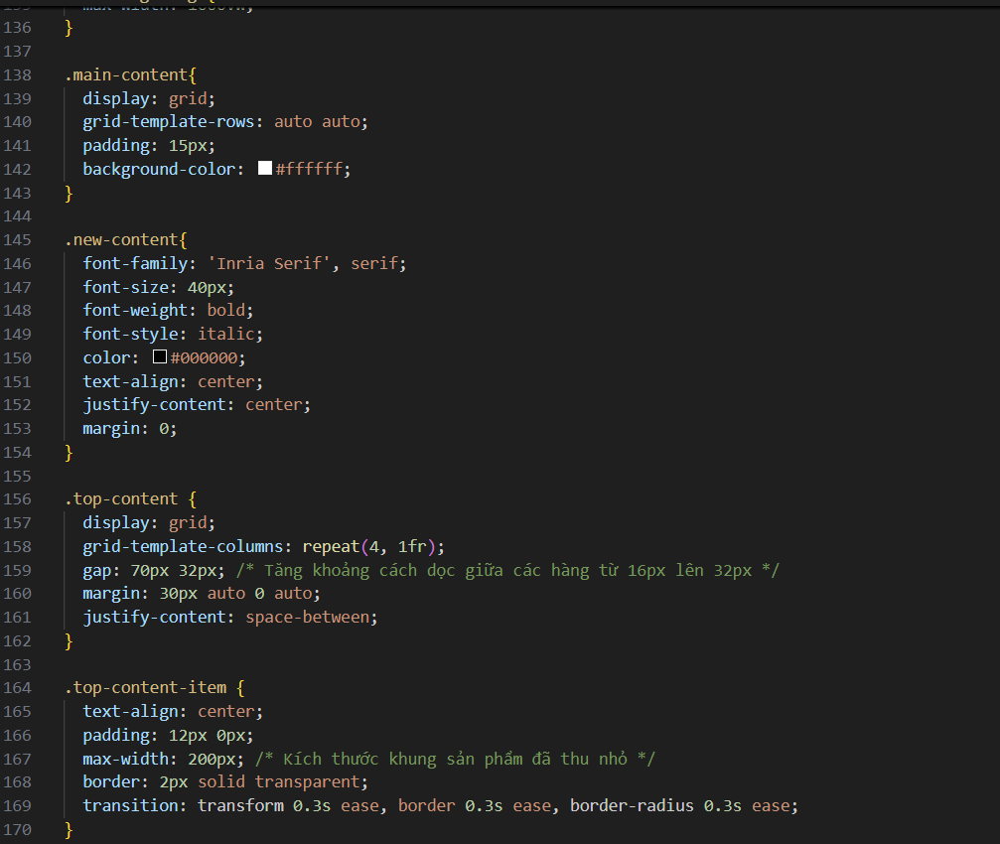 136 }
137
138 .main-content{
139 display: grid;
140 grid-template-rows: auto auto;
141 padding: 15px;
142 background-color: #ffffff;
143 }
144
145 .new-content{
146 font-family: 'Inria Serif', serif;
147 font-size: 40px;
148 font-weight: bold;
149 font-style: italic;
150 color: #000000;
151 text-align: center;
152 justify-content: center;
153 margin: 0;
154 }
155
156 .top-content {
157 display: grid;
158 grid-template-columns: repeat(4, 1fr);
159 gap: 70px 32px; /* Tăng khoảng cách dọc giữa các hàng từ 16px lên 32px */
160 margin: 30px auto 0 auto;
161 justify-content: space-between;
162 }
163
164 .top-content-item {
165 text-align: center;
166 padding: 12px 0px;
167 max-width: 200px; /* Kích thước khung sản phẩm đã thu nhỏ */
168 border: 2px solid transparent;
169 transition: transform 0.3s ease, border 0.3s ease, border-radius 0.3s ease;
170 }